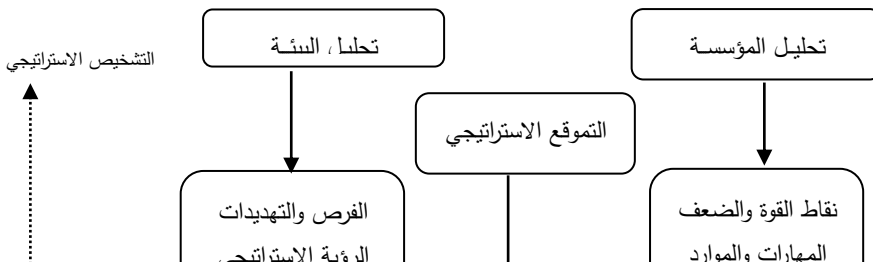 تحليل المؤسسة
تحليل البيئة
التشخيص الاستراتيجي
التموقع الاستراتيجي
نقاط القوة والضعف
المهارات والموارد
الفرص والتهديدات
الرؤية الاستراتيجي